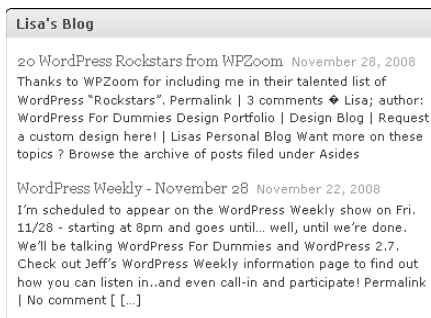 Lisa's Blog
20 WordPress Rockstars from WPZoom November 28, 2008
Thanks to WPZoom for including me in their talented list of
WordPress “Rockstars”. Permalink | 3 comments � Lisa; author:
WordPress For Dummies Design Portfolio | Design Blog | Request
a custom design here! | Lisas Personal Blog Want more on these
topics ? Browse the archive of posts filed under Asides
WordPress Weekly - November 28 November 22, 2008
I’m scheduled to appear on the WordPress Weekly show on Fri.
11/28 - starting at 8pm and goes until... well, until we’re done.
We’ll be talking WordPress For Dummies and WordPress 2.7.
Check out Jeff’s WordPress Weekly information page to find out
how you can listen in..and even call-in and participate! Permalink
| No comment [ [...]